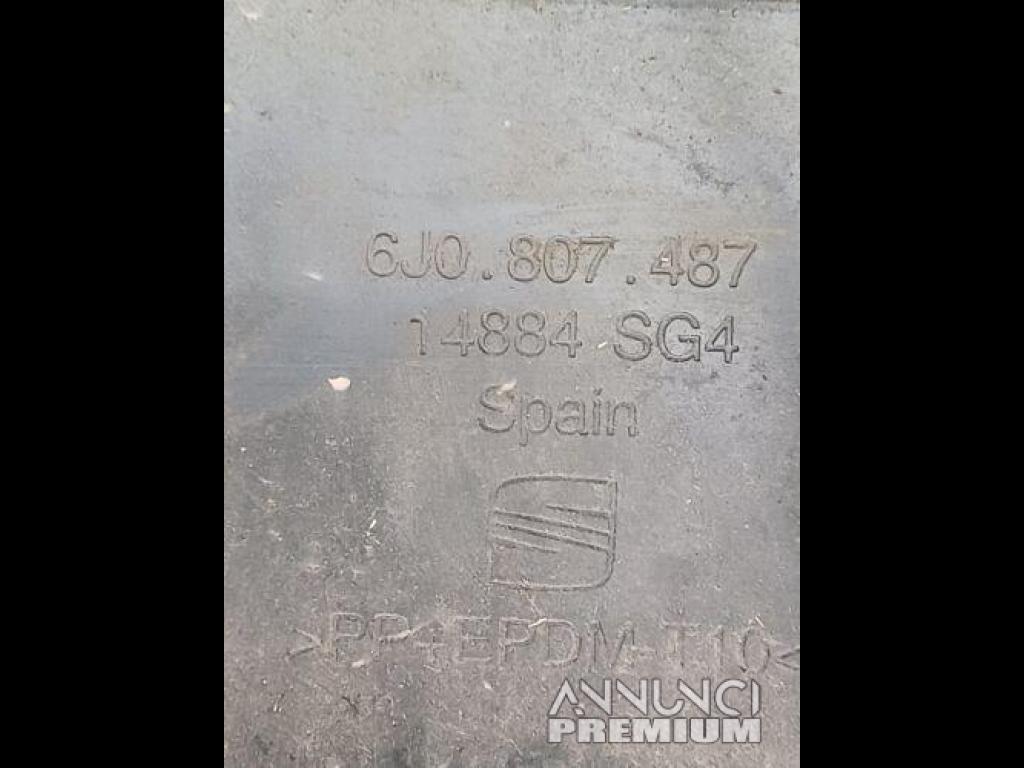 6J0.807.487
14884 SG4
Spain
>PP+EPDM-T10<
ANNUNCI
PREMIUM